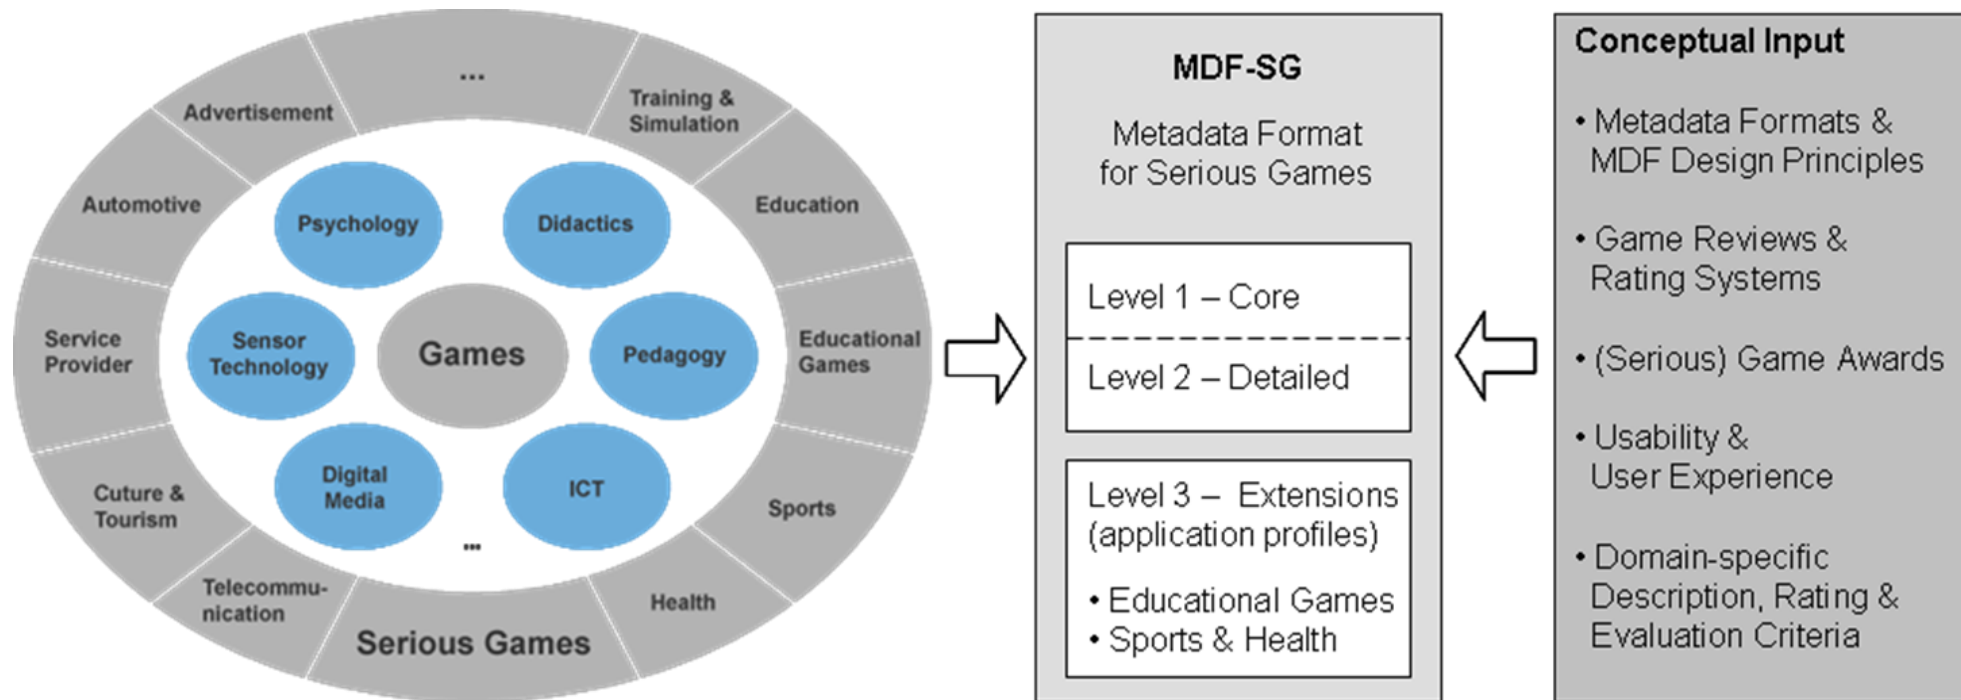 ...
Training &
Simulation
Education
Educational
Games
Sports
Health
Serious Games
Telecommu-
nication
Cuture &
Tourism
Service
Provider
Automotive
Advertisement
Psychology
Didactics
Sensor
Technology
Games
Pedagogy
Digital
Media
ICT
...
MDF-SG
Metadata Format
for Serious Games
Level 1 – Core
Level 2 – Detailed
Level 3 – Extensions
(application profiles)
• Educational Games
• Sports & Health
Conceptual Input
• Metadata Formats &
MDF Design Principles
• Game Reviews &
Rating Systems
• (Serious) Game Awards
• Usability &
User Experience
• Domain-specific
Description, Rating &
Evaluation Criteria